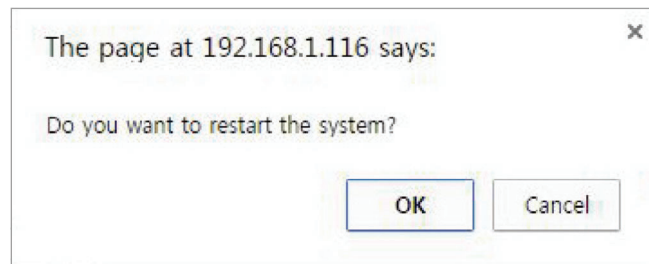 The page at 192.168.1.116 says:
Do you want to restart the system?
OK
Cancel